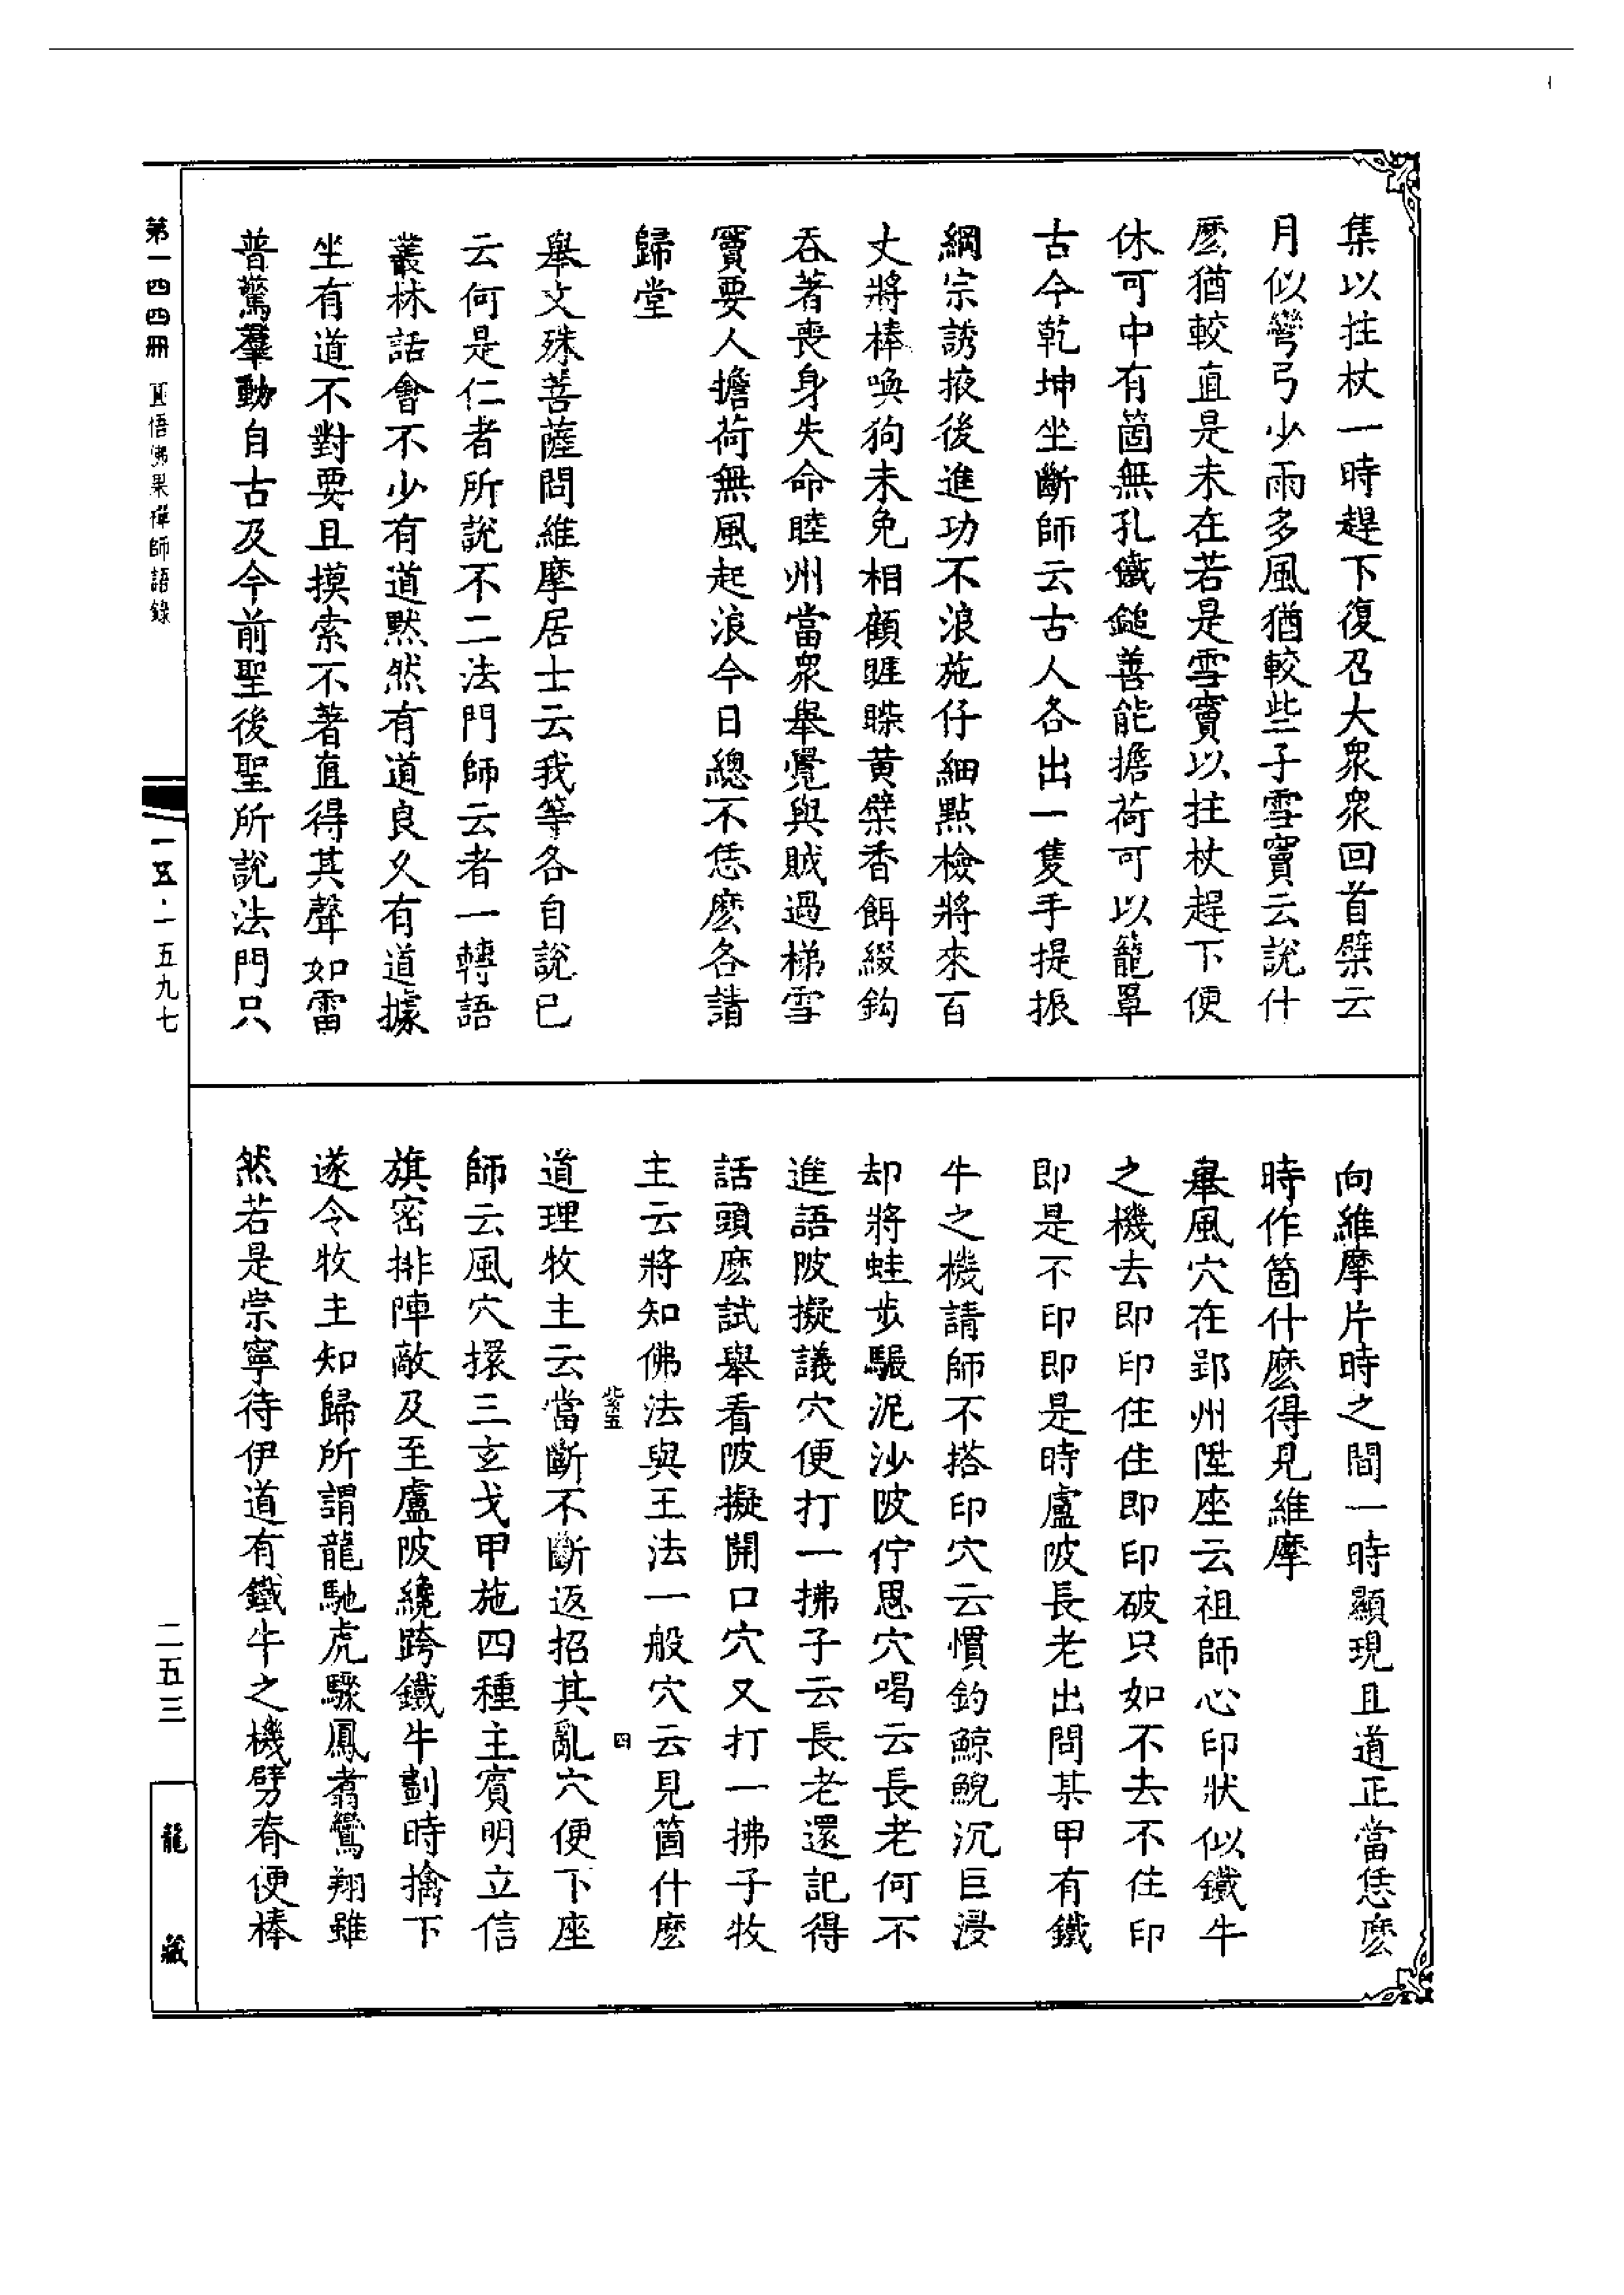 集以拄杖一時趕下復召大衆衆回首檗云
月似彎弓少雨多風猶較些子雪竇云說什
麽猶較直是未在若是雪竇以拄杖趕下便
休可中有箇無孔鐵鎚善能擔荷可以籠罩
古今乾坤坐斷師云古人各出一隻手提振
綱宗誘掖後進功不浪施仔細點檢將來百
丈將棒喚狗未免相顧睚眦黄檗香餌綴鈎
吞著喪身失命睦州當衆舉覺與賊過梯雪
竇要人擔荷無風起浪今日總不恁麽各請
歸堂
舉文殊菩薩問維摩居士云我等各自說已
云何是仁者所說不二法門師云者一轉語
叢林話會不少有道黙然有道良久有道據
坐有道不對要且摸索不著直得其聲如雷
普驚羣動自古及今前聖後聖所說法門只
向維摩片時之間一時顯現且道正當恁麽
時作箇什麽得見維摩
舉風穴在郢州陞座云祖師心印狀似鐵牛
之機去即印住住即印破只如不去不住印
即是不印即是時盧陂長老出問某甲有鐵
牛之機請師不搭印穴云慣釣鯨鯢沉巨浸
却將蛙步驟泥沙陂佇思穴喝云長老何不
進語陂擬議穴便打一拂子云長老還記得
話頭麽試舉看陂擬開口穴又打一拂子牧
主云將知佛法與王法一般穴云見箇什麽
道理牧主云當斷不斷返招其亂穴便下座
師云風穴擐三玄戈甲施四種主賓明立信
旗密排陣敵及至盧陂纔跨鐵牛劃時擒下
遂令牧主知歸所謂龍馳虎驟鳳翥鸞翔雖
然若是崇寧待伊道有鐵牛之機劈脊便棒
四
第一四四冊 圓悟佛果禪師語錄
一五·一五九七
二五三
龍藏